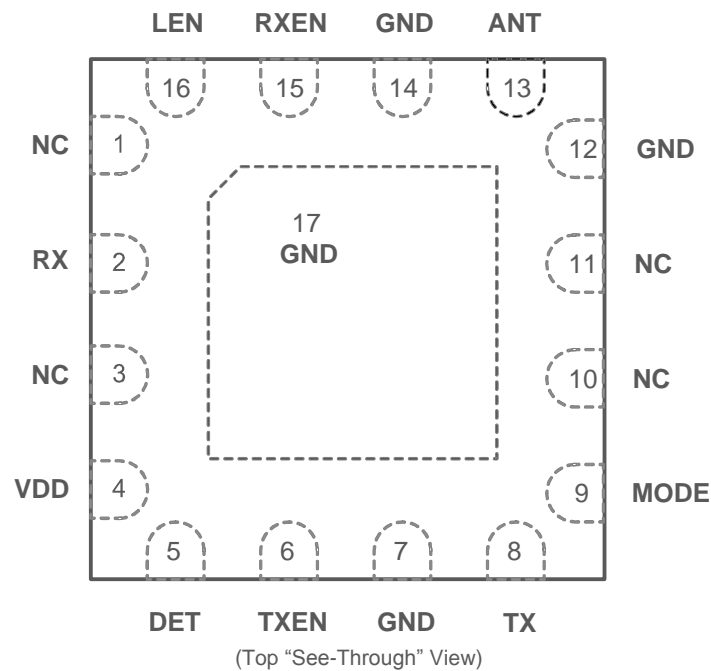 LEN RXEN GND ANT
16 15 14 13
NC 1 12 GND
17
GND
RX 2 11 NC
NC 3 10 NC
VDD 4 9 MODE
5 6 7 8
DET TXEN GND TX
(Top “See-Through” View)